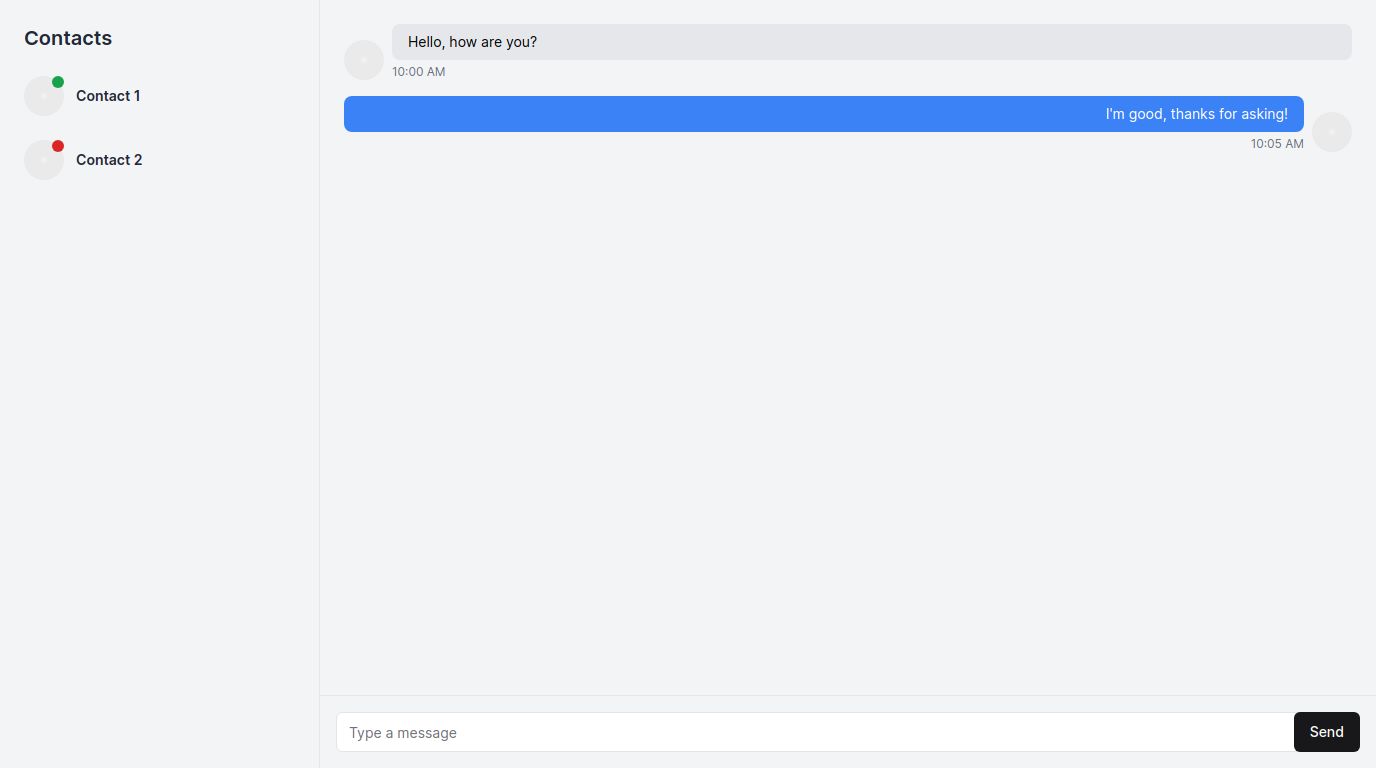 Contacts
Contact 1
Contact 2
Hello, how are you?
10:00 AM
I'm good, thanks for asking!
10:05 AM
Type a message
Send